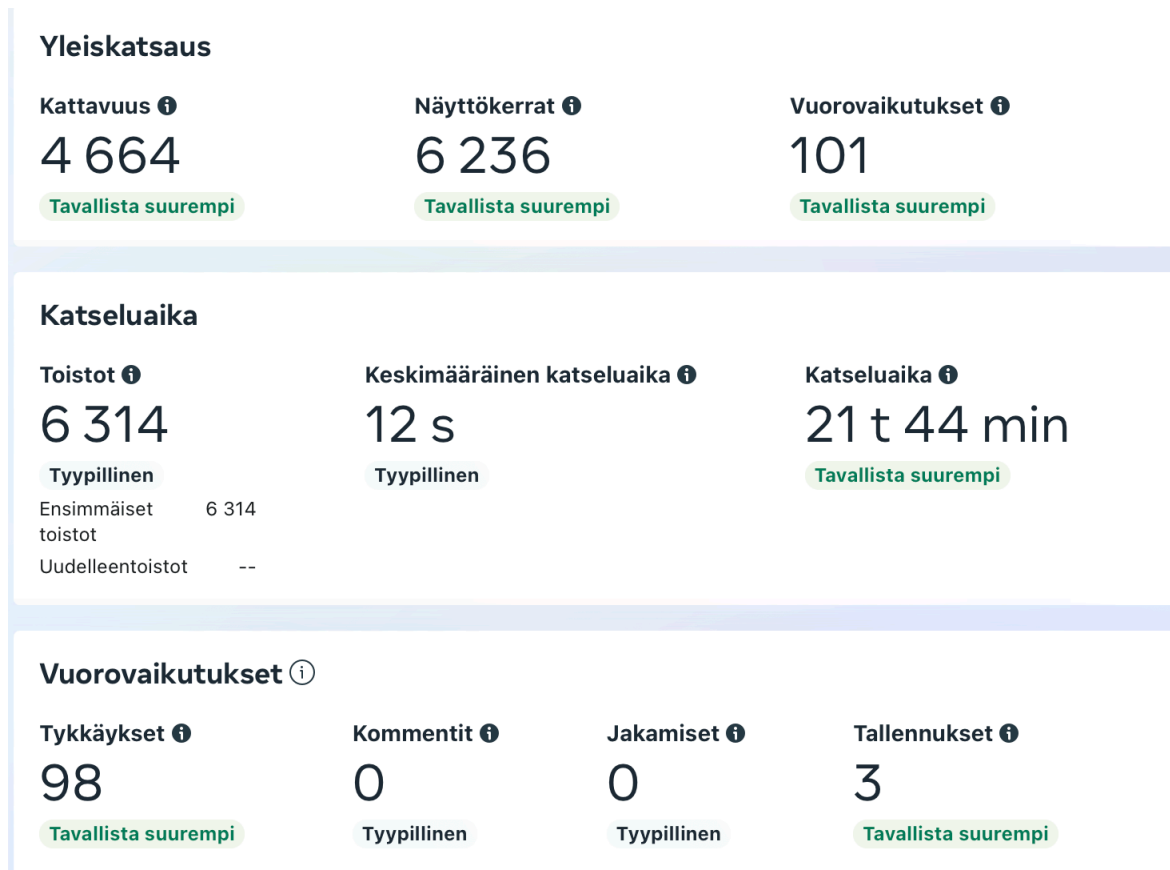 Yleiskatsaus
Kattavuus
Näyttökerrat
Vuorovaikutukset
4 664
6 236
101
Tavallista suurempi
Tavallista suurempi
Tavallista suurempi
Katseluaika
Toistot
Keskimääräinen katseluaika
Katseluaika
6 314
12 s
21 t 44 min
Tyypillinen
Tyypillinen
Tavallista suurempi
Ensimmäiset 6 314
toistot
Uudelleentoistot --
Vuorovaikutukset
Tykkäykset
Kommentit
Jakamiset
Tallennukset
98
0
0
3
Tavallista suurempi
Tyypillinen
Tyypillinen
Tavallista suurempi